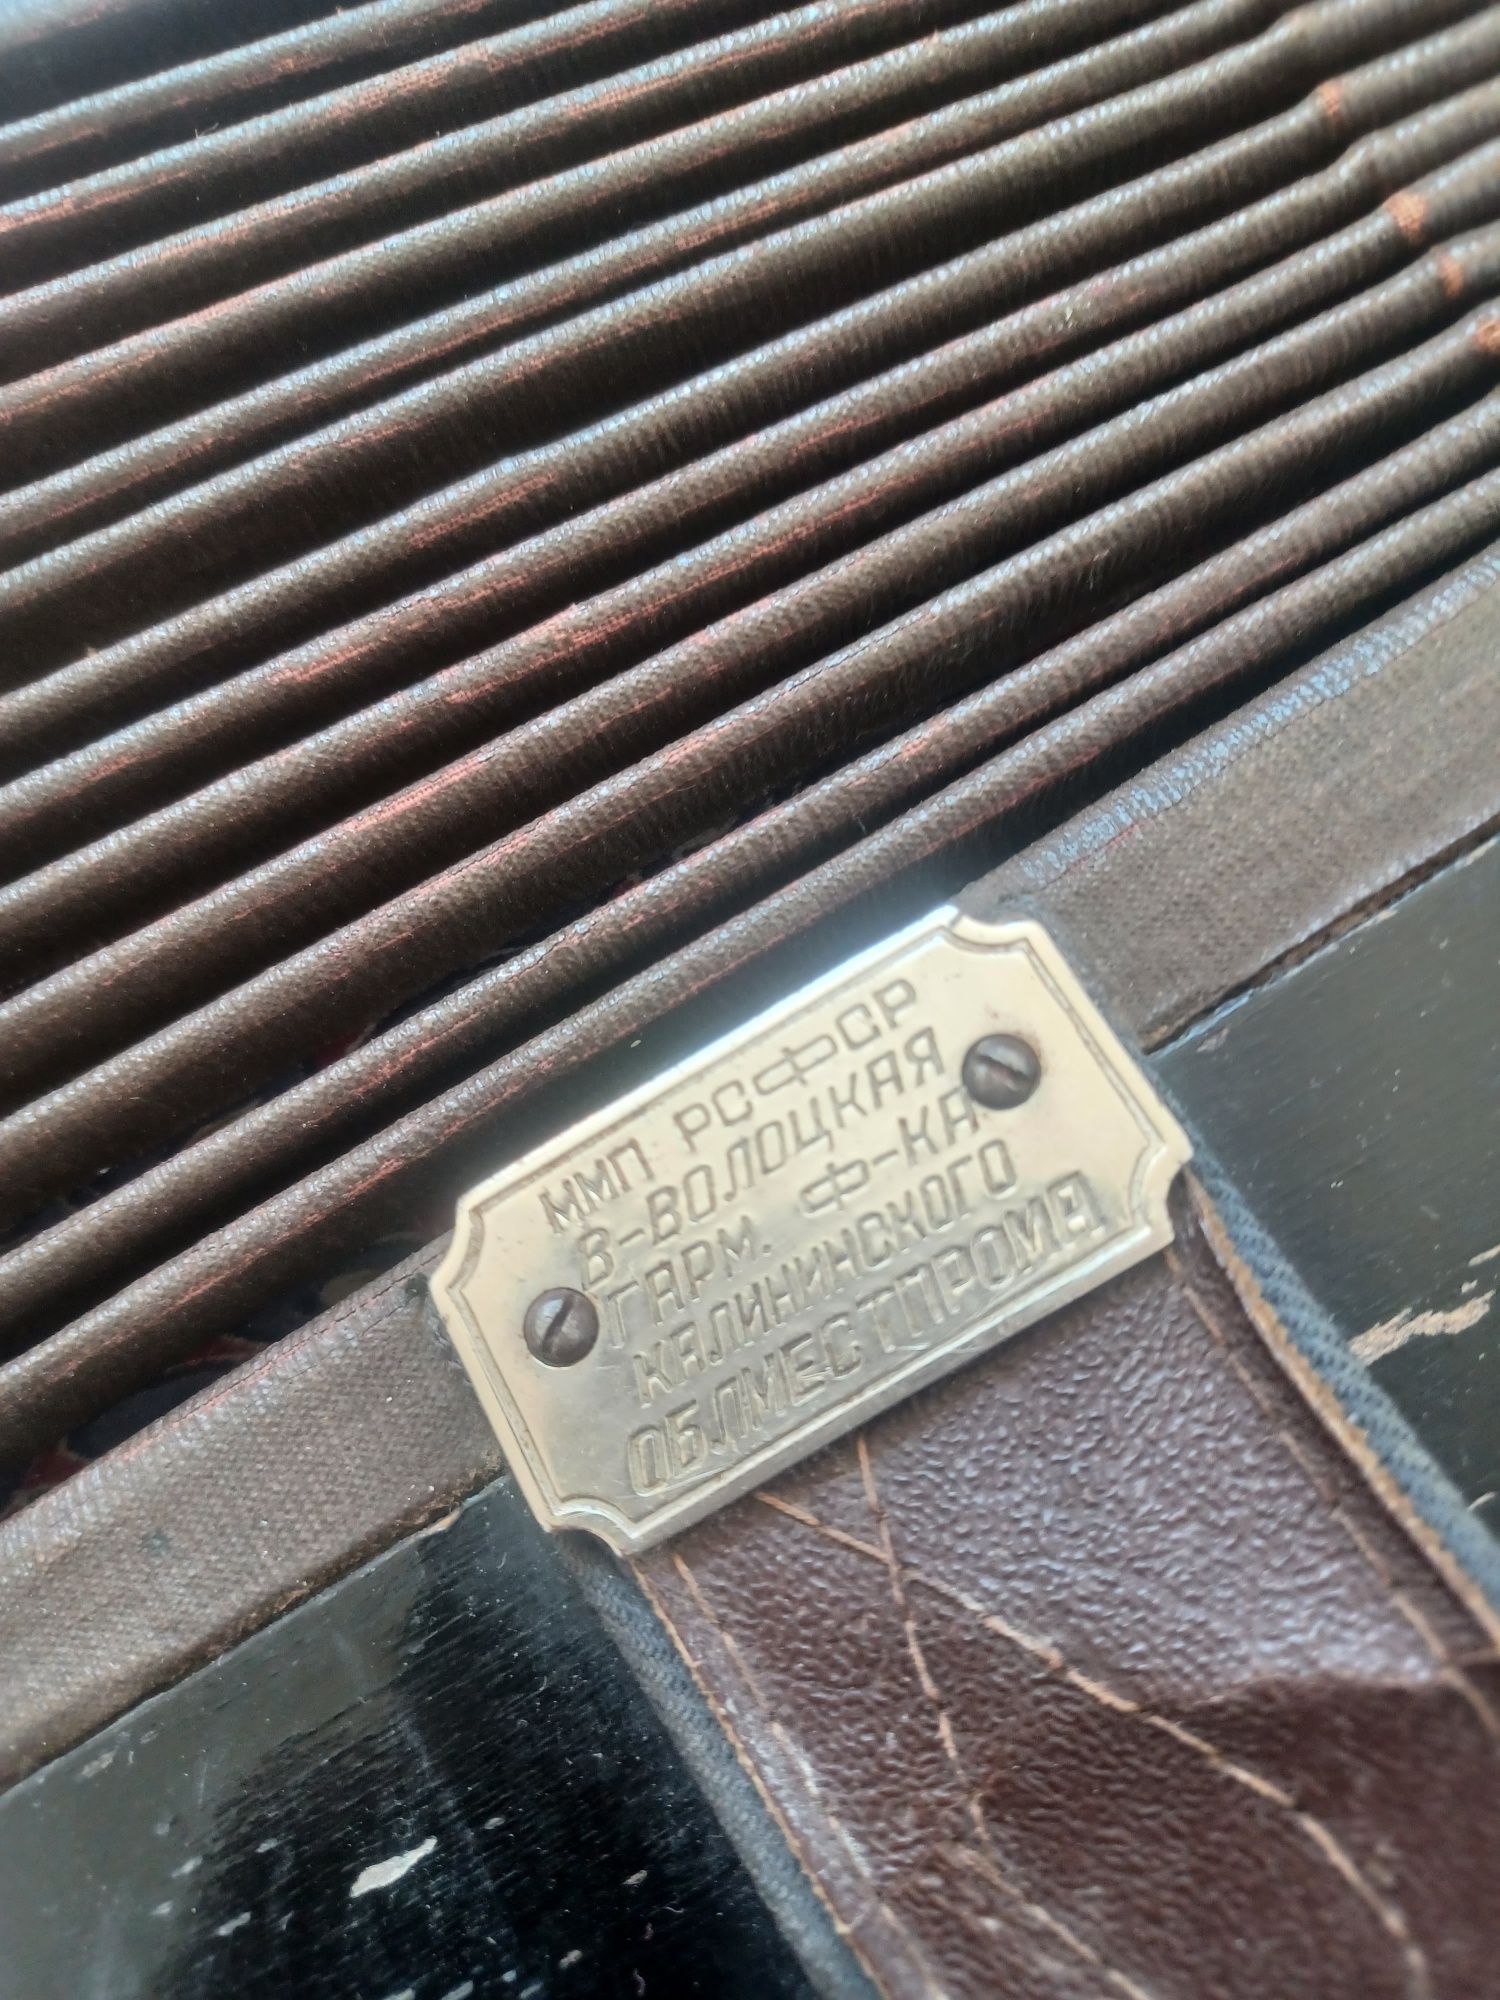 ММП РСФСР
В-ВОЛОЦКАЯ
ГАРМ. Ф-КА
КАЛИНИНСКОГО
ОБЛМЕСТПРОМА